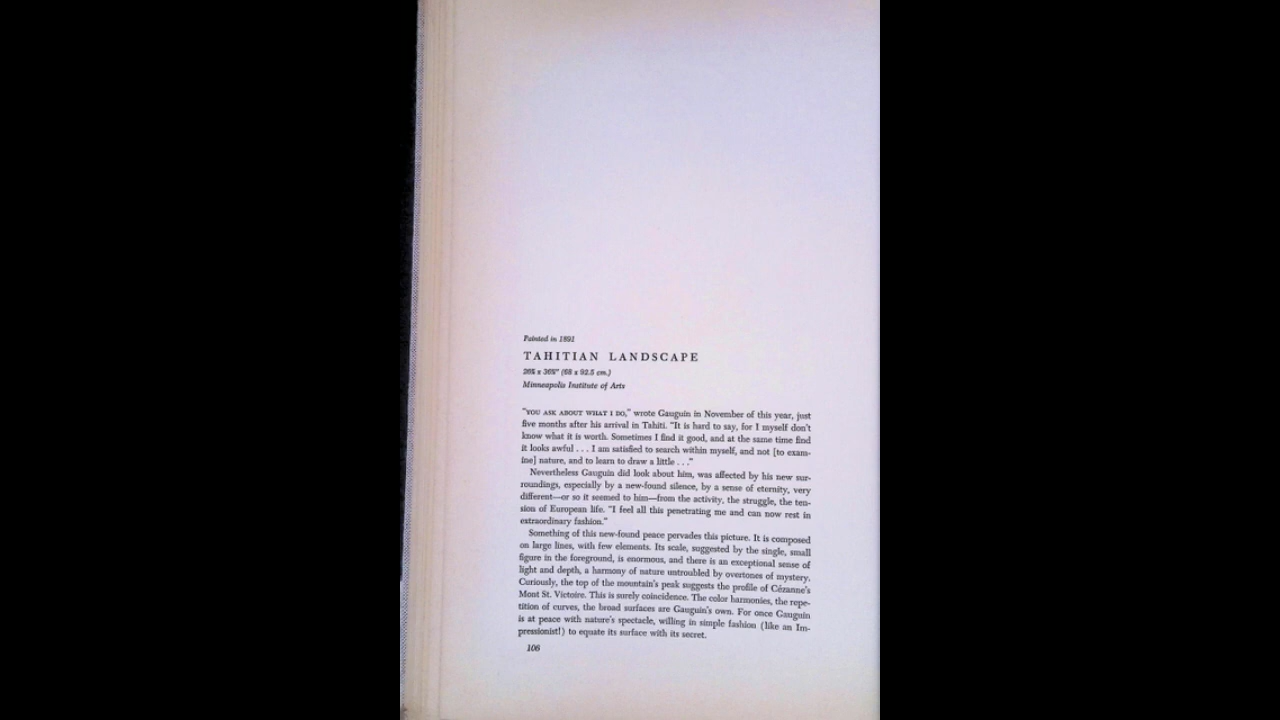 Painted in 1891
TAHITIAN LANDSCAPE
26¾ x 36⅜" (68 x 92.5 cm.)
Minneapolis Institute of Arts
"YOU ASK ABOUT WHAT I DO," wrote Gauguin in November of this year, just
five months after his arrival in Tahiti. "It is hard to say, for I myself don't
know what it is worth. Sometimes I find it good, and at the same time find
it looks awful . . . I am satisfied to search within myself, and not [to exam-
ine] nature, and to learn to draw a little . . ."
Nevertheless Gauguin did look about him, was affected by his new sur-
roundings, especially by a new-found silence, by a sense of eternity, very
different—or so it seemed to him—from the activity, the struggle, the ten-
sion of European life. "I feel all this penetrating me and can now rest in
extraordinary fashion."
Something of this new-found peace pervades this picture. It is composed
on large lines, with few elements. Its scale, suggested by the single, small
figure in the foreground, is enormous, and there is an exceptional sense of
light and depth, a harmony of nature untroubled by overtones of mystery.
Curiously, the top of the mountain's peak suggests the profile of Cézanne's
Mont St. Victoire. This is surely coincidence. The color harmonies, the repe-
tition of curves, the broad surfaces are Gauguin's own. For once Gauguin
is at peace with nature's spectacle, willing in simple fashion (like an Im-
pressionist!) to equate its surface with its secret.
106